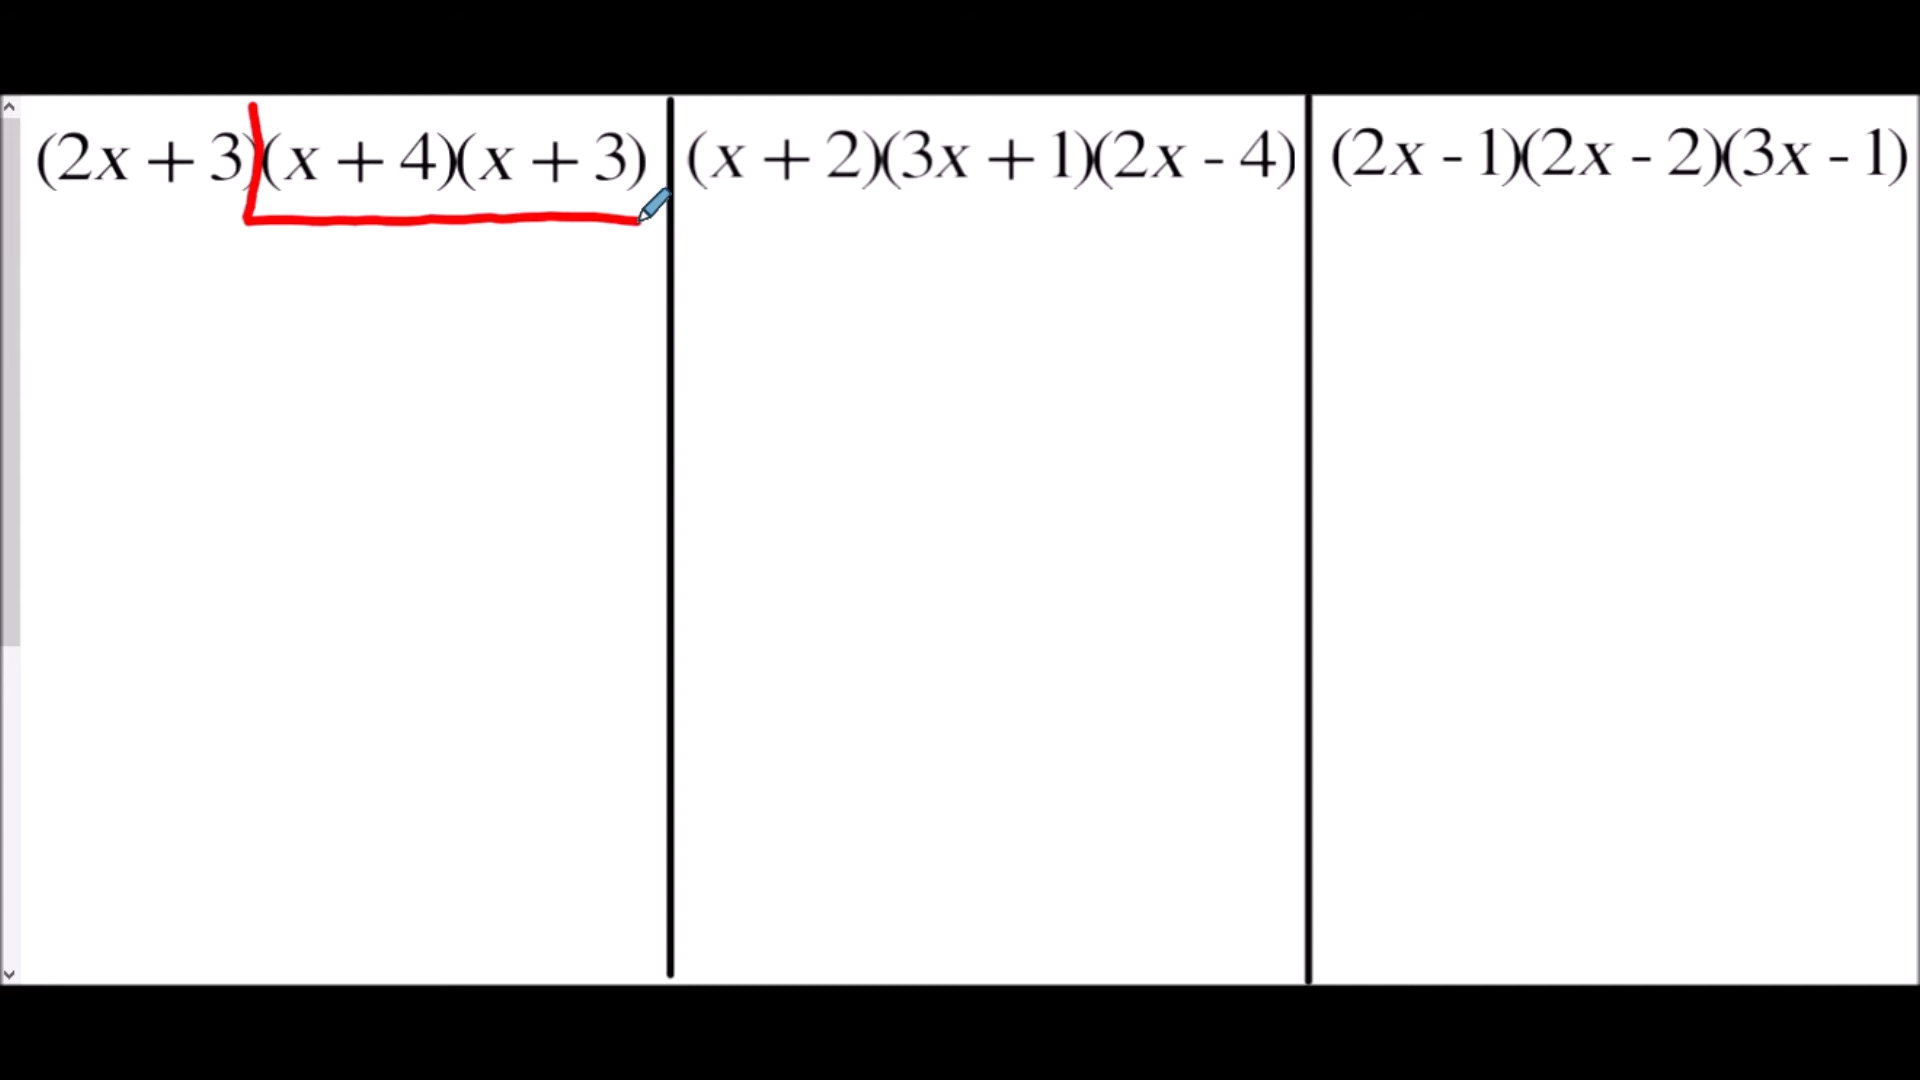 (2x + 3)(x + 4)(x + 3)
(x + 2)(3x + 1)(2x - 4)
(2x - 1)(2x - 2)(3x - 1)